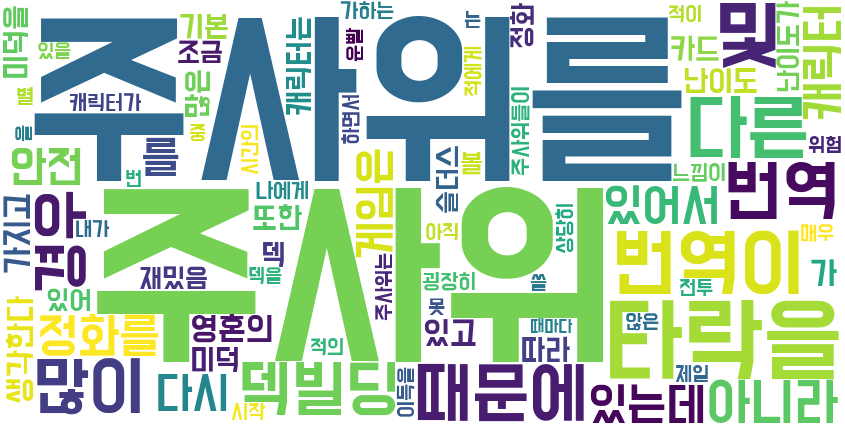 주사위를
주사위
미덕을
있을
기본
가하는
운빨
는
정화
적이
카드
난이도
난이도가
못
캐릭터
캐릭터가
조금
많은
캐릭터는
적에게
주사위들이
하면서
별
을
중
를
시간의
다른
위험
안전
번
나에게
또한
게임은
슬더스
느낌이
번역
가지고
경우
아
내가
덱
덱을
아직
상당히
있어서
번역이
매우
가
있어
재밌음
주사위는
굉장히
못
쓸
전투
생각한다
정화를
영혼의
미덕
적의
있고
때마다
따라
않은
타락을
많이
다시
시작
덱빌딩
이득을
때문에
있는데
제일
아니라